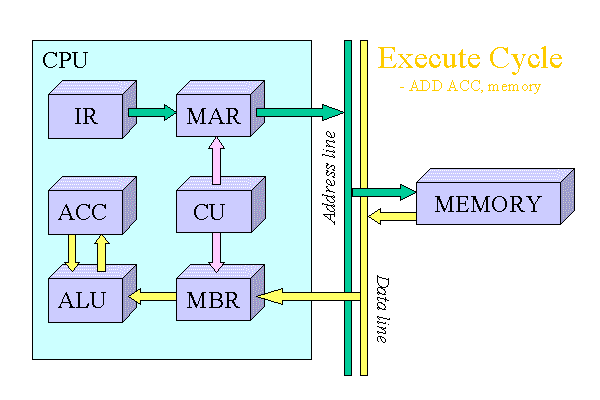 CPU
Execute Cycle
- ADD ACC, memory
IR
MAR
Address line
ACC
CU
MEMORY
ALU
MBR
Data line